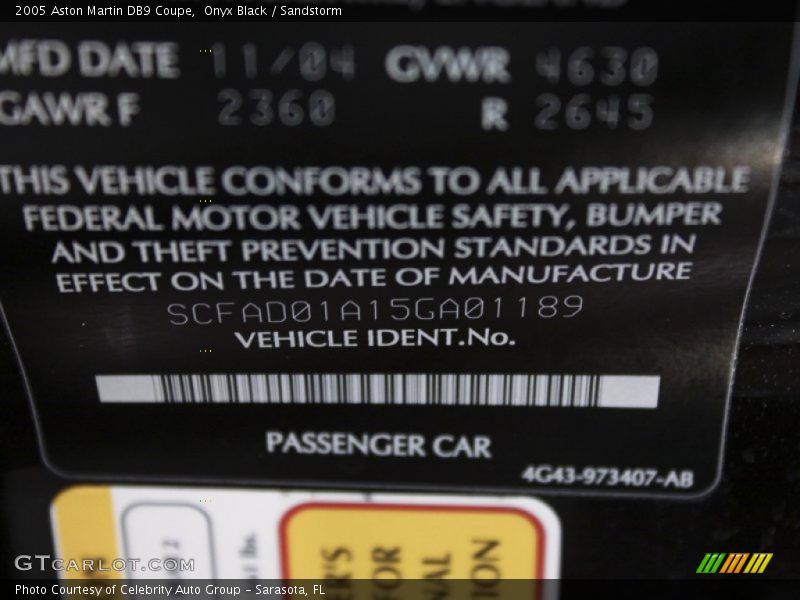 2005 Aston Martin DB9 Coupe, Onyx Black / Sandstorm
MFD DATE 11/04 GVWR 4630
GAWR F 2360 R 2645
THIS VEHICLE CONFORMS TO ALL APPLICABLE
FEDERAL MOTOR VEHICLE SAFETY, BUMPER
AND THEFT PREVENTION STANDARDS IN
EFFECT ON THE DATE OF MANUFACTURE
SCFAD01A15GA01189
VEHICLE IDENT.No.
PASSENGER CAR
4G43-973407-AB
GTCARLOT.COM
Photo Courtesy of Celebrity Auto Group - Sarasota, FL